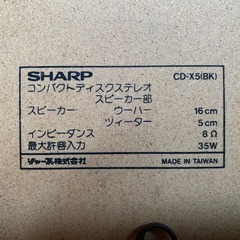 SHARP CD-X5(BK)
コンパクトディスクステレオ
スピーカー部
スピーカー ウーハー 16cm
ツィーター 5cm
インピーダンス 8Ω
最大許容入力 35W
シャープ株式会社 MADE IN TAIWAN